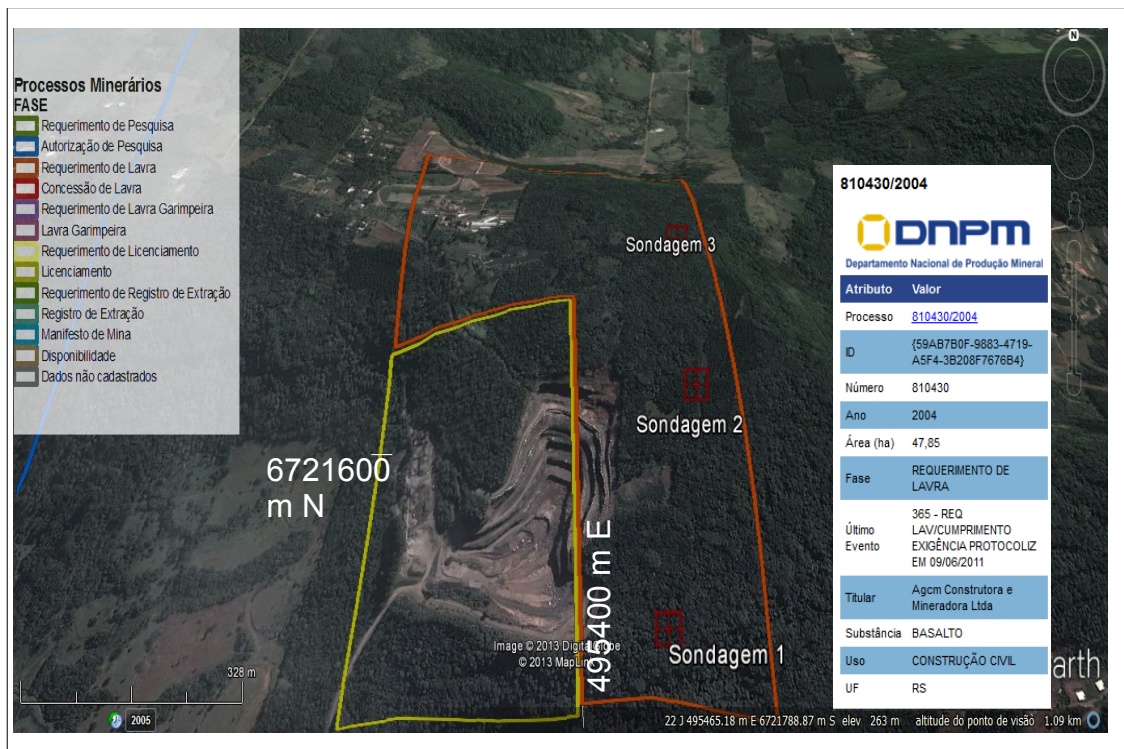 N
Processos Minerários
FASE
Requerimento de Pesquisa
Autorização de Pesquisa
Requerimento de Lavra
Concessão de Lavra
Requerimento de Lavra Garimpeira
Lavra Garimpeira
Requerimento de Licenciamento
Licenciamento
Requerimento de Registro de Extração
Registro de Extração
Manifesto de Mina
Disponibilidade
Dados não cadastrados
Sondagem 3
Sondagem 2
Sondagem 1
6721600
m N
495400 m E
810430/2004
DNPM
Departamento Nacional de Produção Mineral
Atributo Valor
Processo 810430/2004
ID {59AB7B0F-9883-4719-
A5F4-3B208F7676B4}
Número 810430
Ano 2004
Área (ha) 47,85
Fase REQUERIMENTO DE
LAVRA
Último Evento 365 - REQ
LAV/CUMPRIMENTO
EXIGÊNCIA PROTOCOLIZ
EM 09/06/2011
Titular Agcm Construtora e
Mineradora Ltda
Substância BASALTO
Uso CONSTRUÇÃO CIVIL
UF RS
Image © 2013 DigitalGlobe
© 2013 MapLink
arth
328 m
2005
22 J 495465.18 m E 6721788.87 m S elev 263 m altitude do ponto de visão 1.09 km